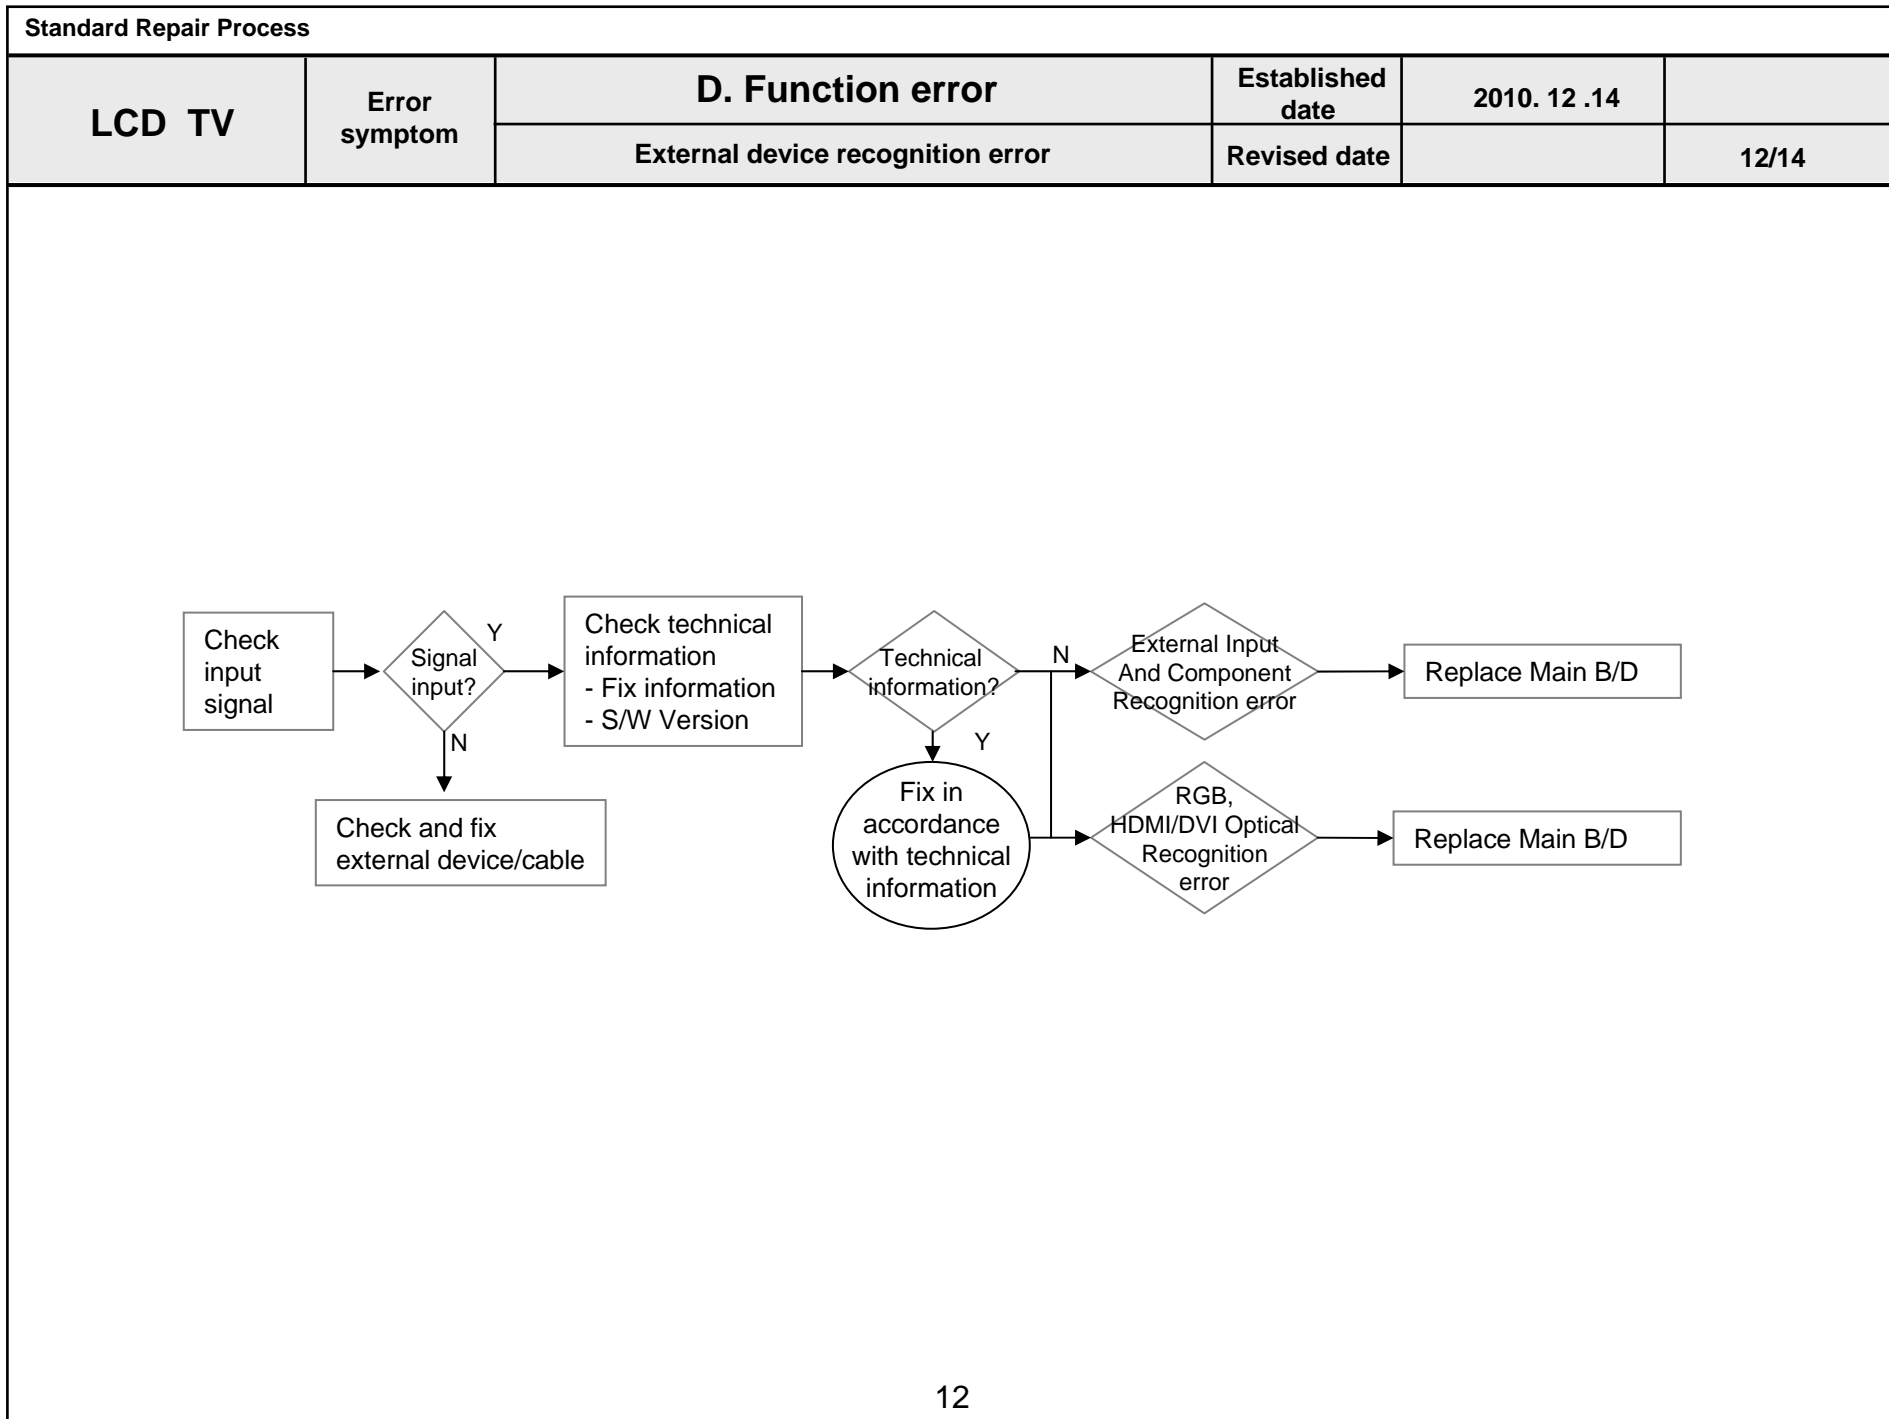 Standard Repair Process
LCD  TV
Error
symptom
D. Function error
External device recognition error
Established
date
2010. 12 .14
Revised date
12/14
Check
input
signal
Signal
input?
Y
N
Check and fix
external device/cable
Check technical
information
- Fix information
- S/W Version
Technical
information?
N
Y
Fix in
accordance
with technical
information
External Input
And Component
Recognition error
Replace Main B/D
RGB,
HDMI/DVI Optical
Recognition
error
Replace Main B/D
12